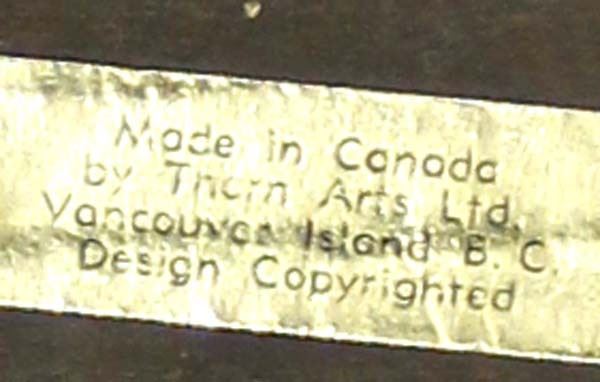 Made in Canada
by Thorn Arts Ltd.
Vancouver Island B. C.
Design Copyrighted